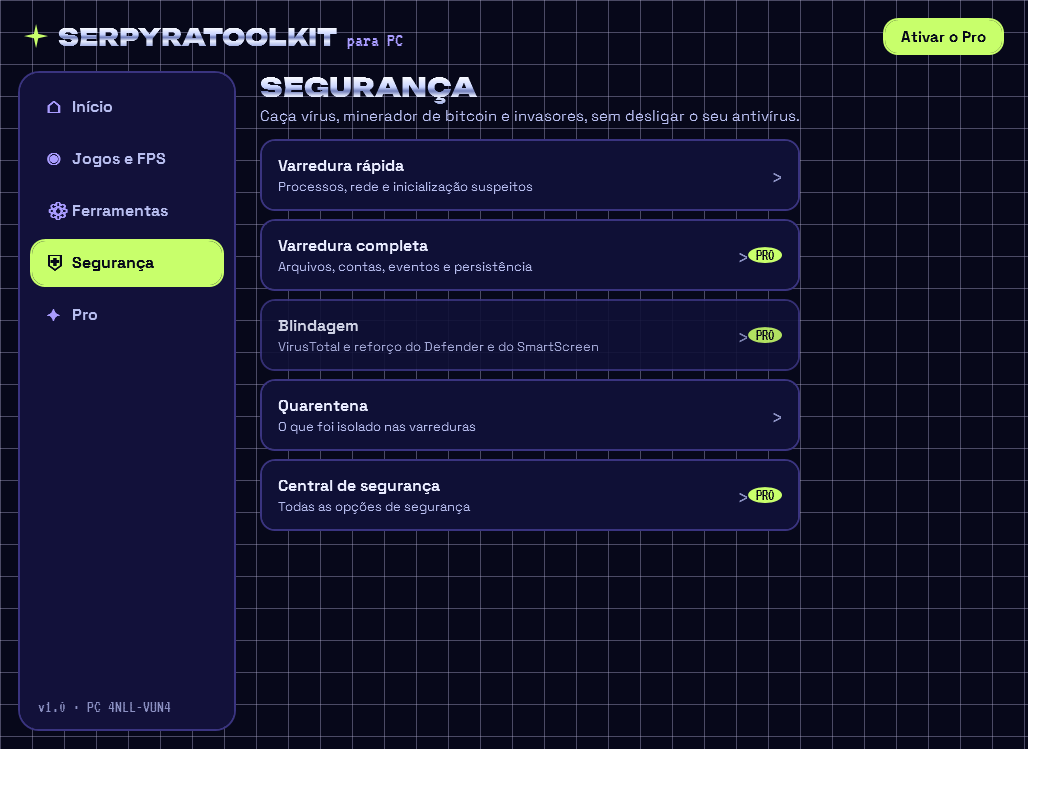 SERPYRATOOLKIT para PC
Ativar o Pro
Início
Jogos e FPS
Ferramentas
Segurança
Pro
v1.0 · PC 4NLL-VUN4
SEGURANÇA
Caça vírus, minerador de bitcoin e invasores, sem desligar o seu antivírus.
Varredura rápida
Processos, rede e inicialização suspeitos
>
Varredura completa
Arquivos, contas, eventos e persistência
> PRO
Blindagem
VirusTotal e reforço do Defender e do SmartScreen
> PRO
Quarentena
O que foi isolado nas varreduras
>
Central de segurança
Todas as opções de segurança
> PRO